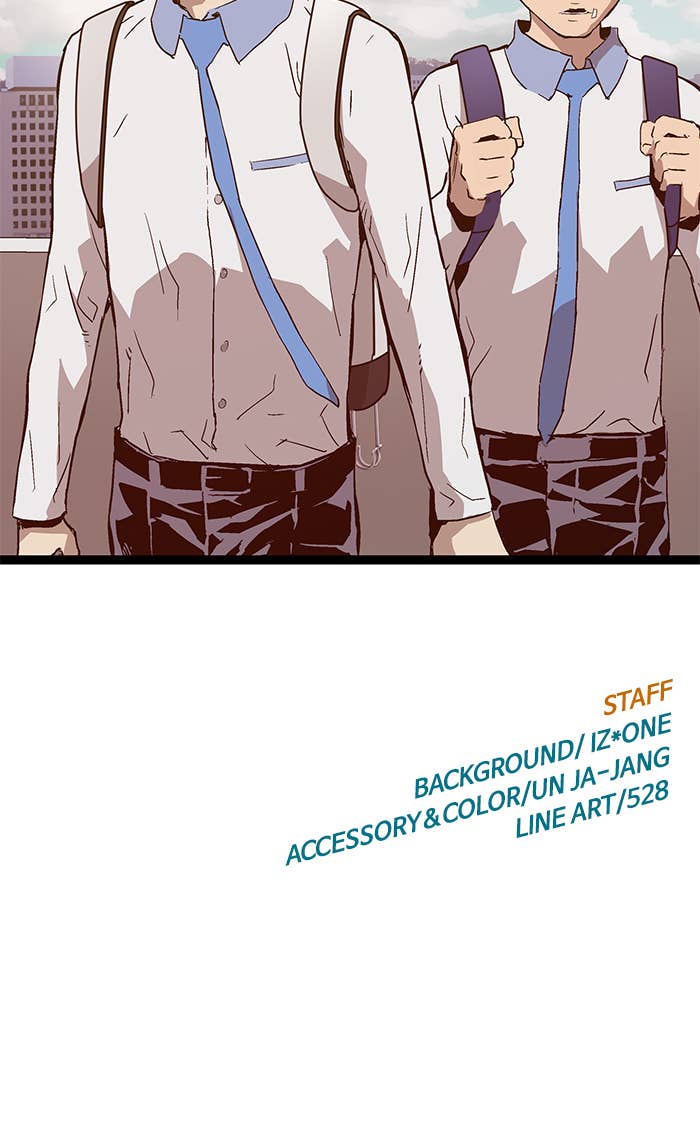 STAFF
BACKGROUND/ IZ*ONE
ACCESSORY&COLOR/UN JA-JANG
LINE ART/528